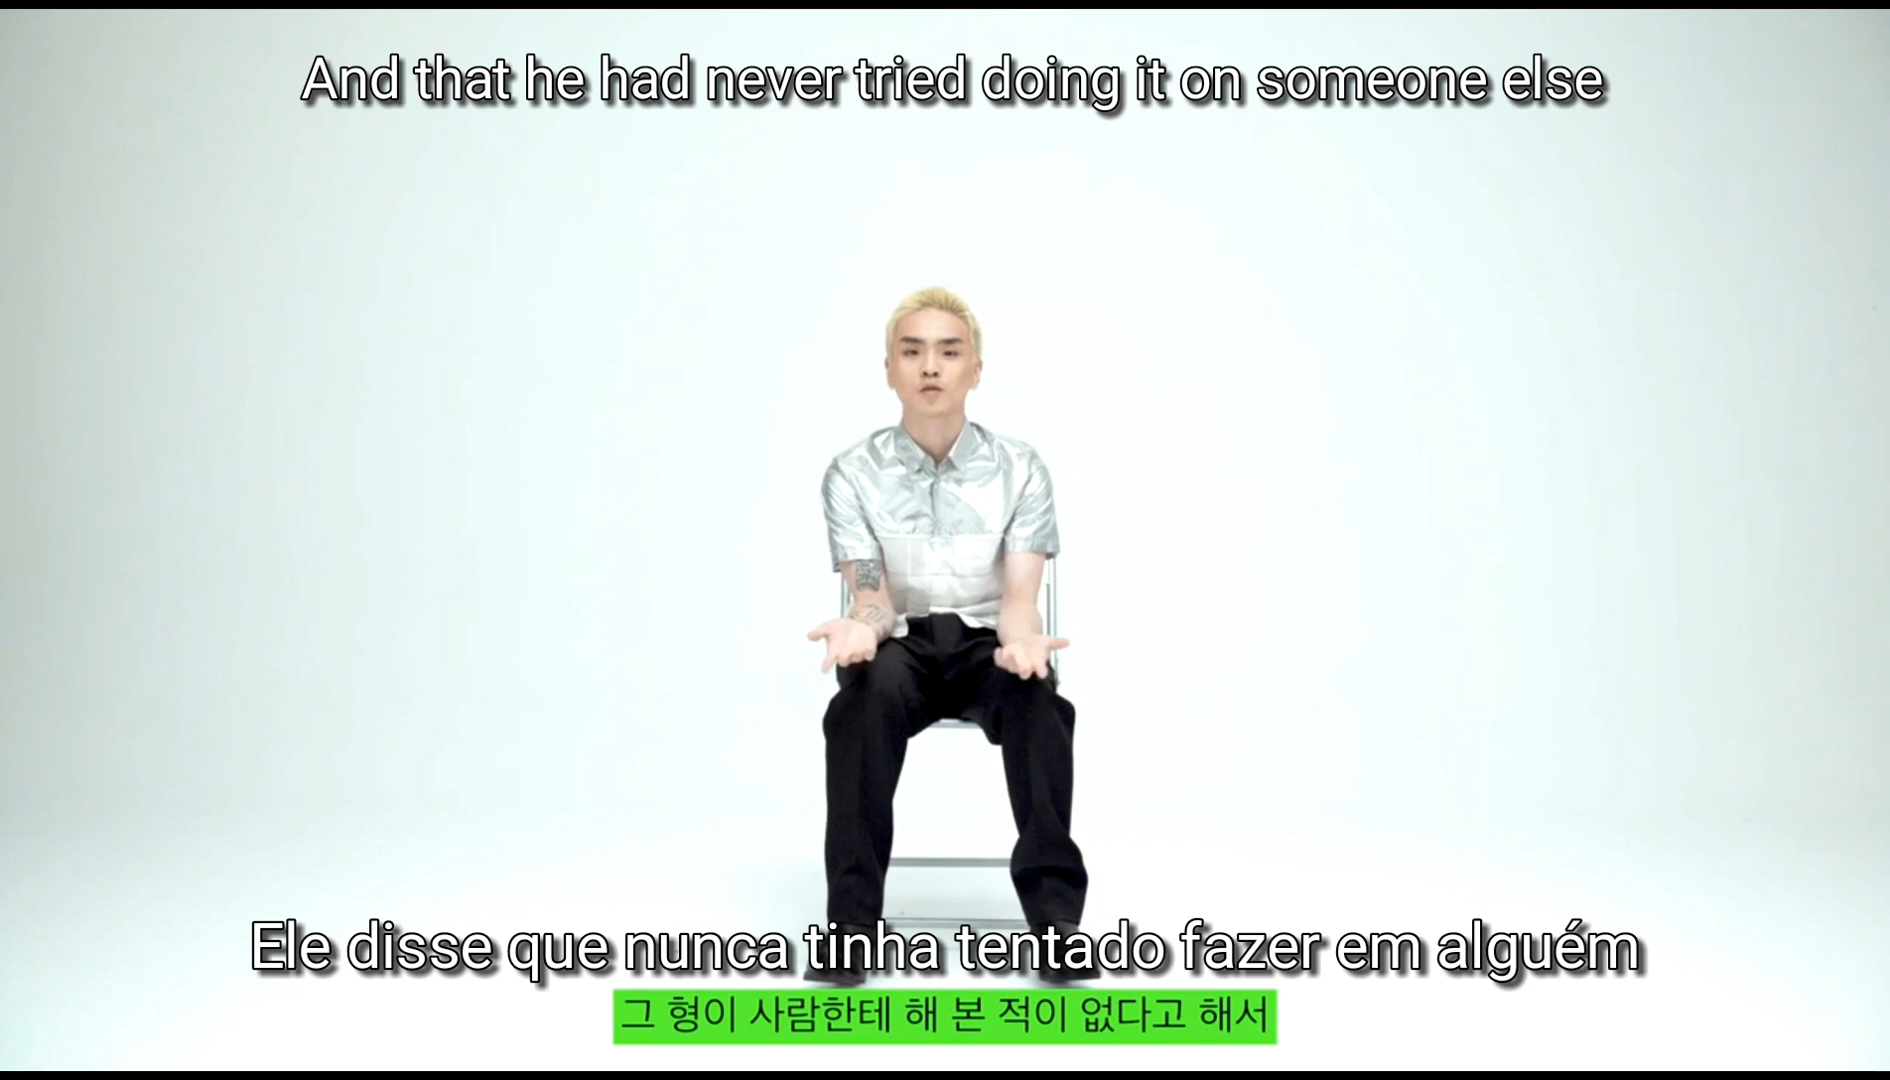 And that he had never tried doing it on someone else
Ele disse que nunca tinha tentado fazer em alguém
그 형이 사람한테 해 본 적이 없다고 해서